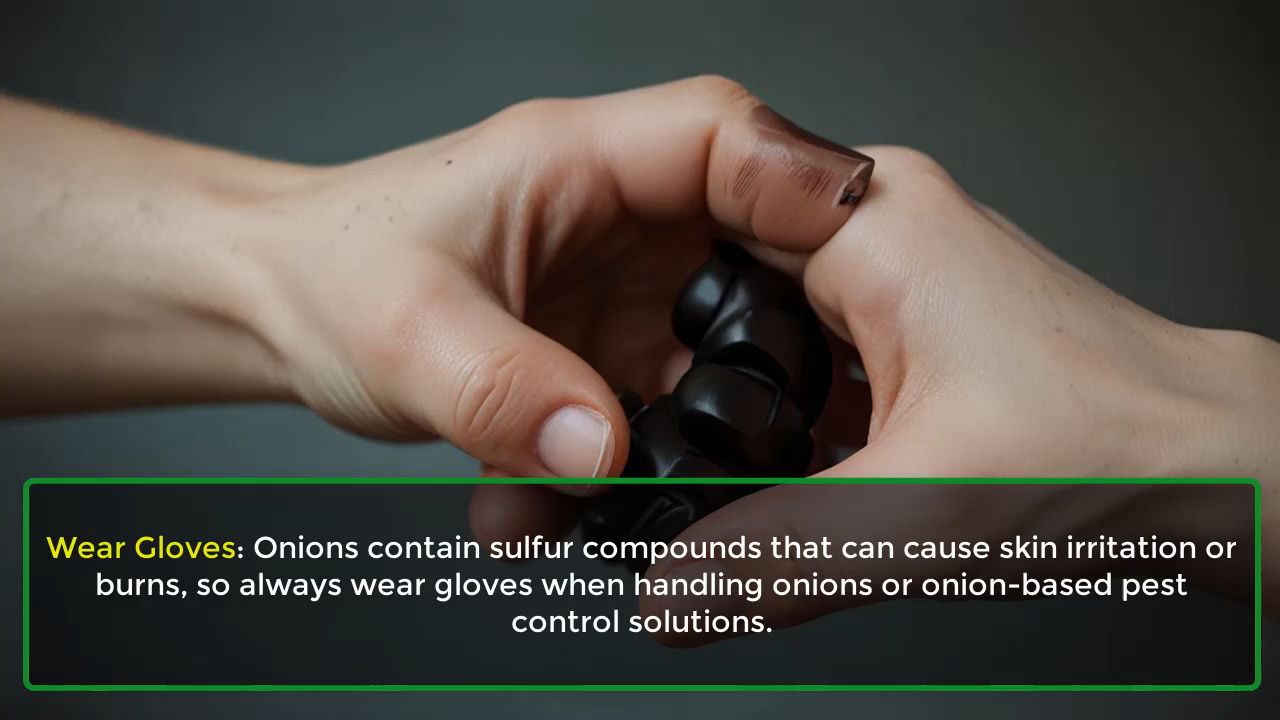 Wear Gloves: Onions contain sulfur compounds that can cause skin irritation or
burns, so always wear gloves when handling onions or onion-based pest
control solutions.